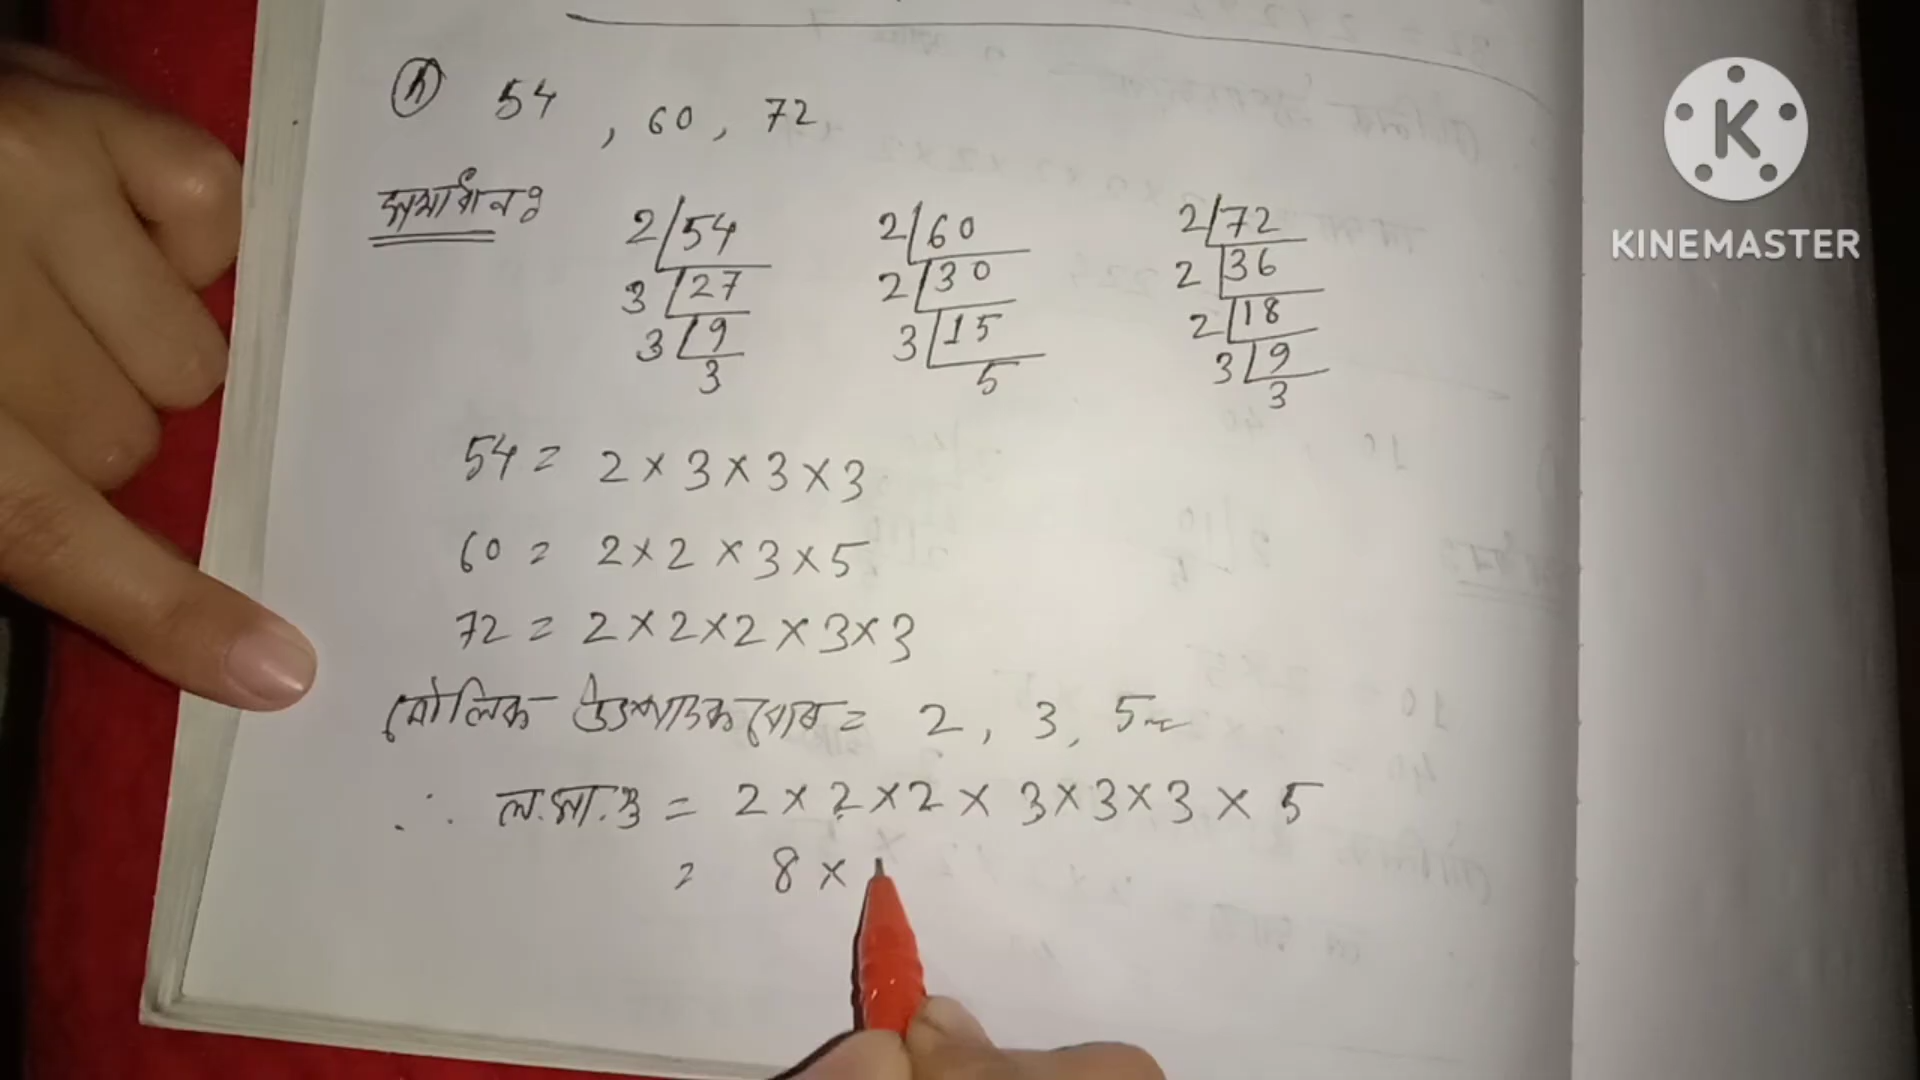 54, 60, 72
সমাধানঃ
2 54 2 60 2 72
3 27 2 30 2 36
3 9 3 15 2 18
3 5 3 9
3
54 = 2 × 3 × 3 × 3
60 = 2 × 2 × 3 × 5
72 = 2 × 2 × 2 × 3 × 3
মৌলিক = 2, 3, 5
∴ ল.সা.গু = 2 × 2 × 2 × 3 × 3 × 3 × 5
= 8 ×
K
KINEMASTER